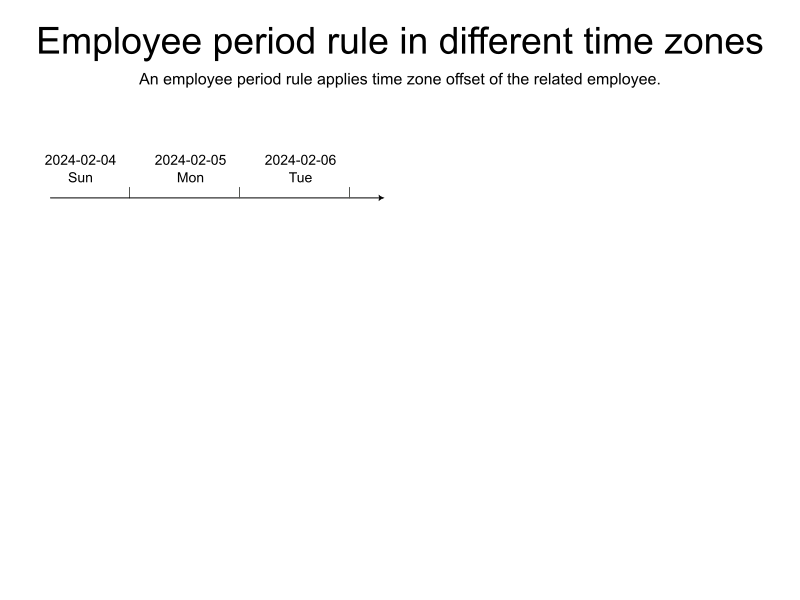 Employee period rule in different time zones
An employee period rule applies time zone offset of the related employee.
2024-02-04 2024-02-05 2024-02-06
Sun Mon Tue